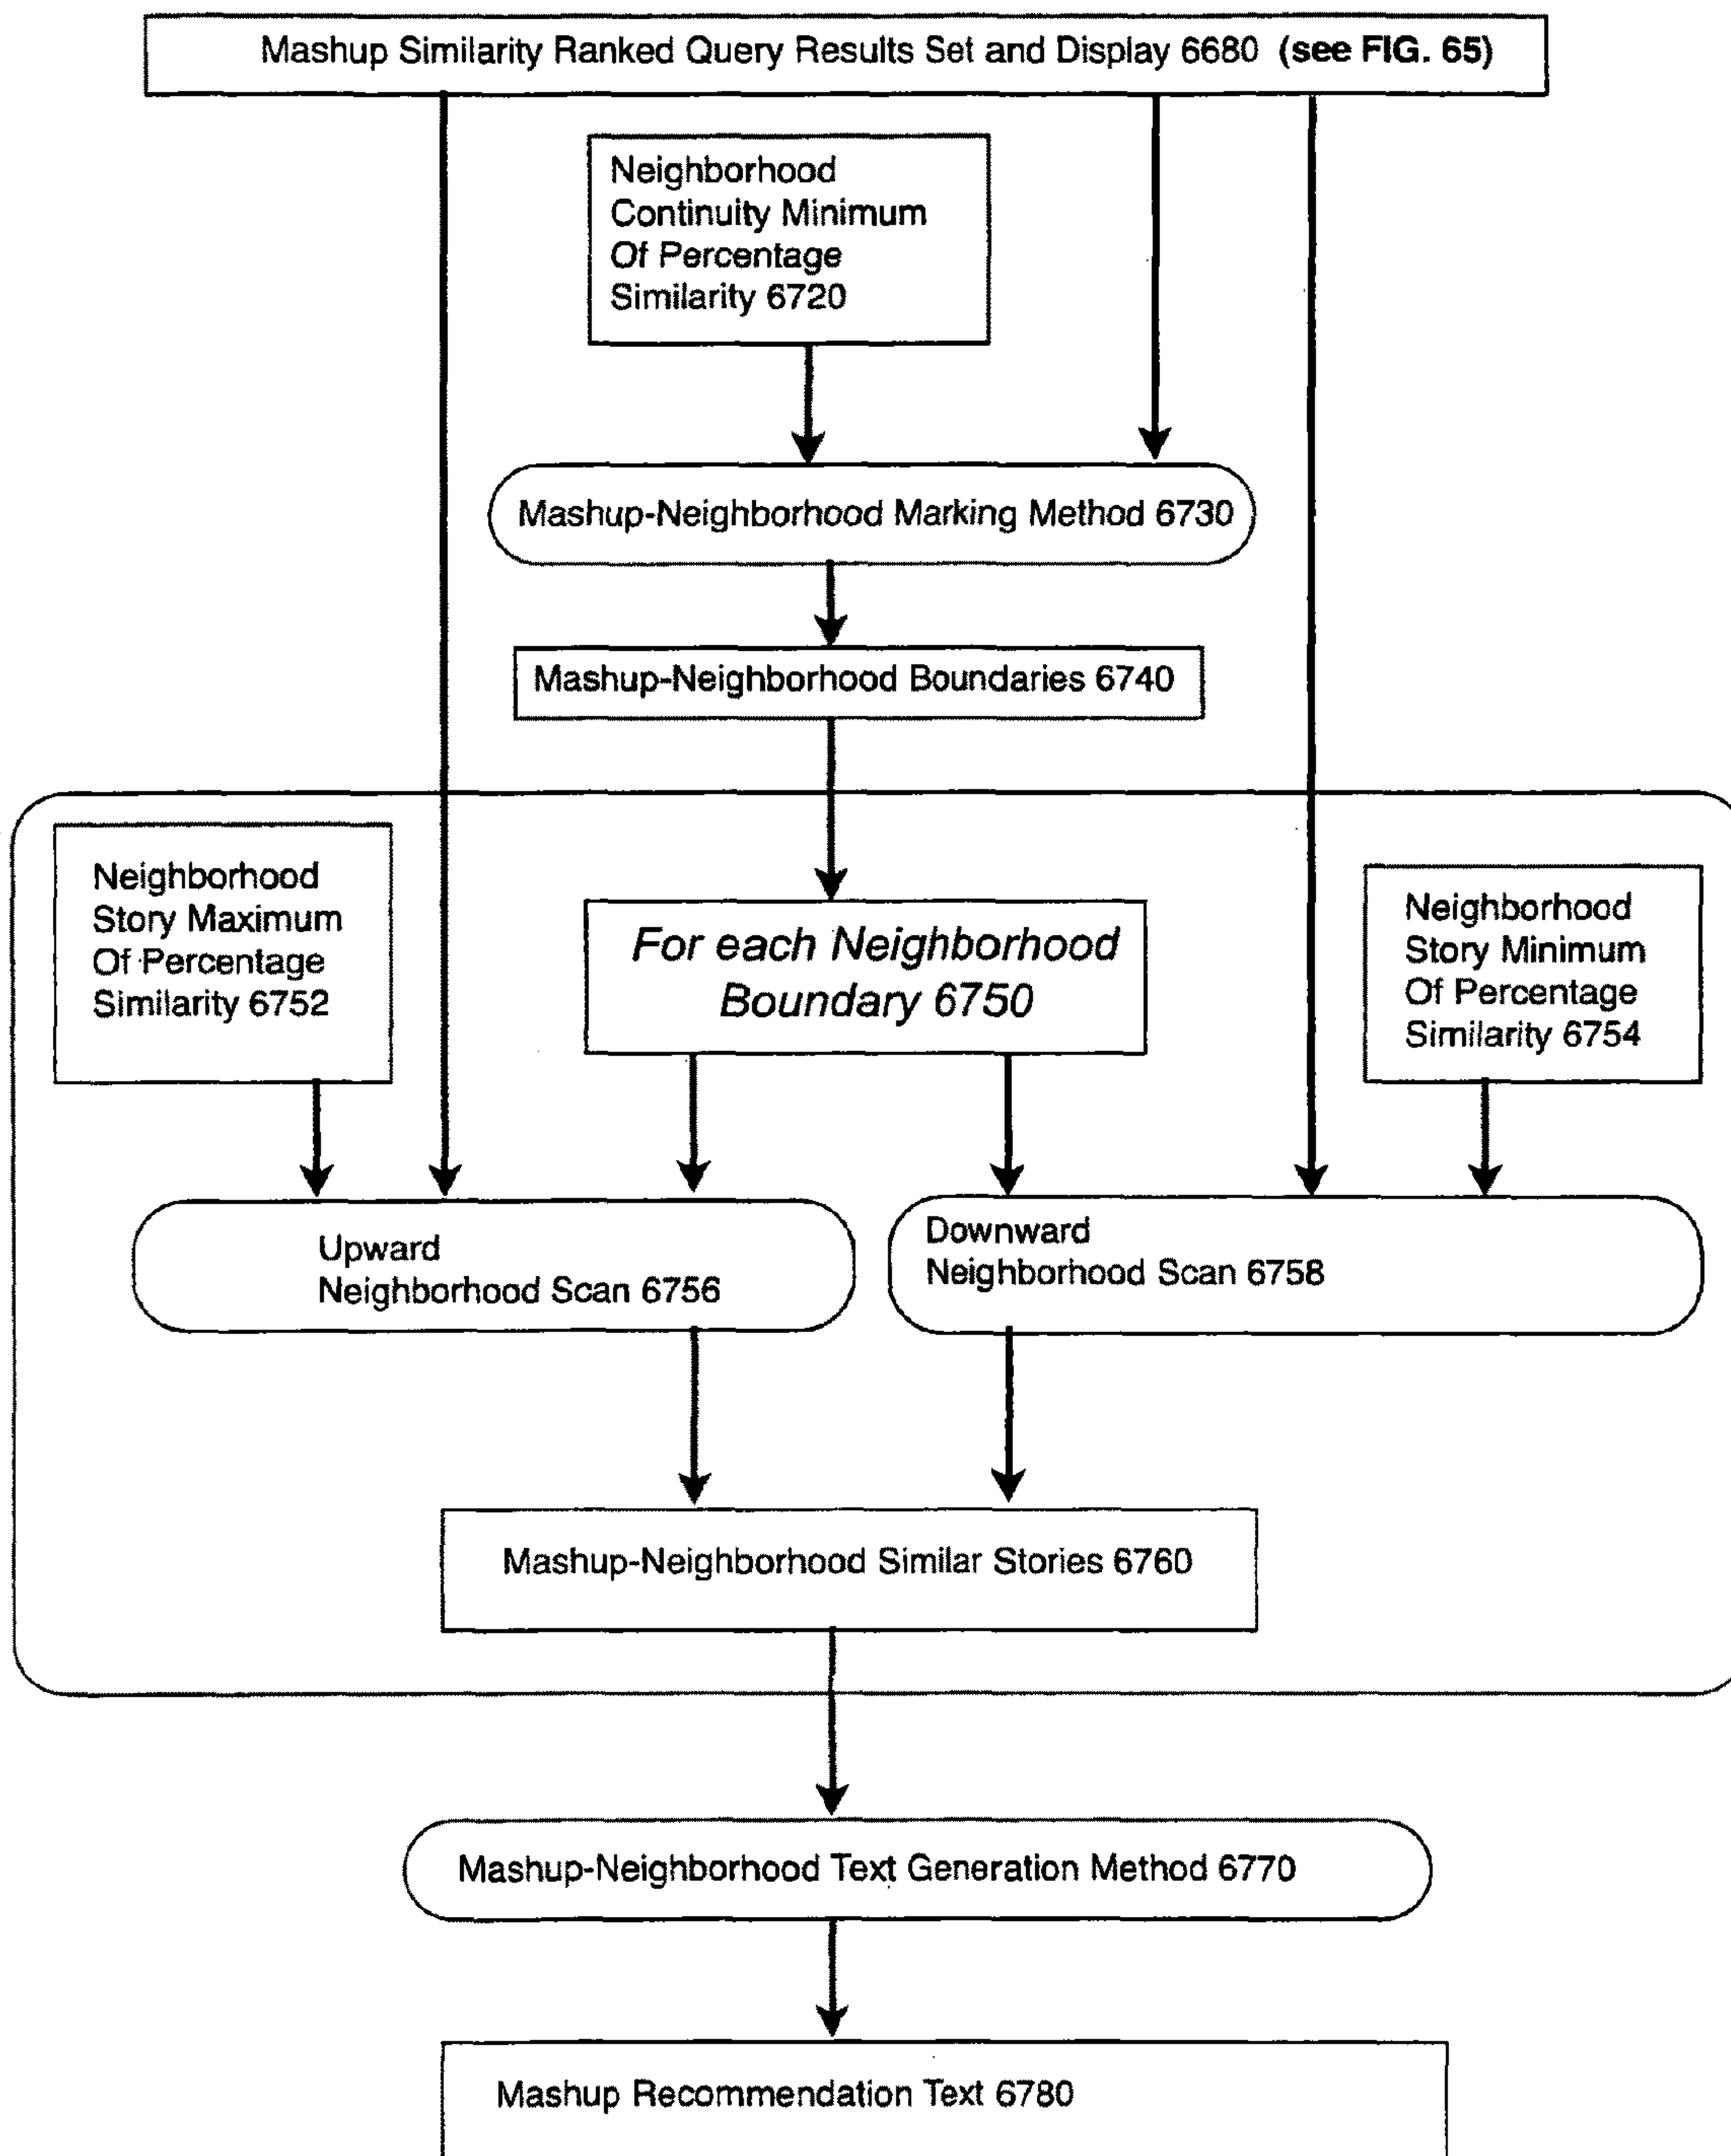 Mashup Similarity Ranked Query Results Set and Display 6680 (see FIG. 65)
Neighborhood
Continuity Minimum
Of Percentage
Similarity 6720
Mashup-Neighborhood Marking Method 6730
Mashup-Neighborhood Boundaries 6740
Neighborhood
Story Maximum
Of Percentage
Similarity 6752
For each Neighborhood
Boundary 6750
Neighborhood
Story Minimum
Of Percentage
Similarity 6754
Upward
Neighborhood Scan 6756
Downward
Neighborhood Scan 6758
Mashup-Neighborhood Similar Stories 6760
Mashup-Neighborhood Text Generation Method 6770
Mashup Recommendation Text 6780